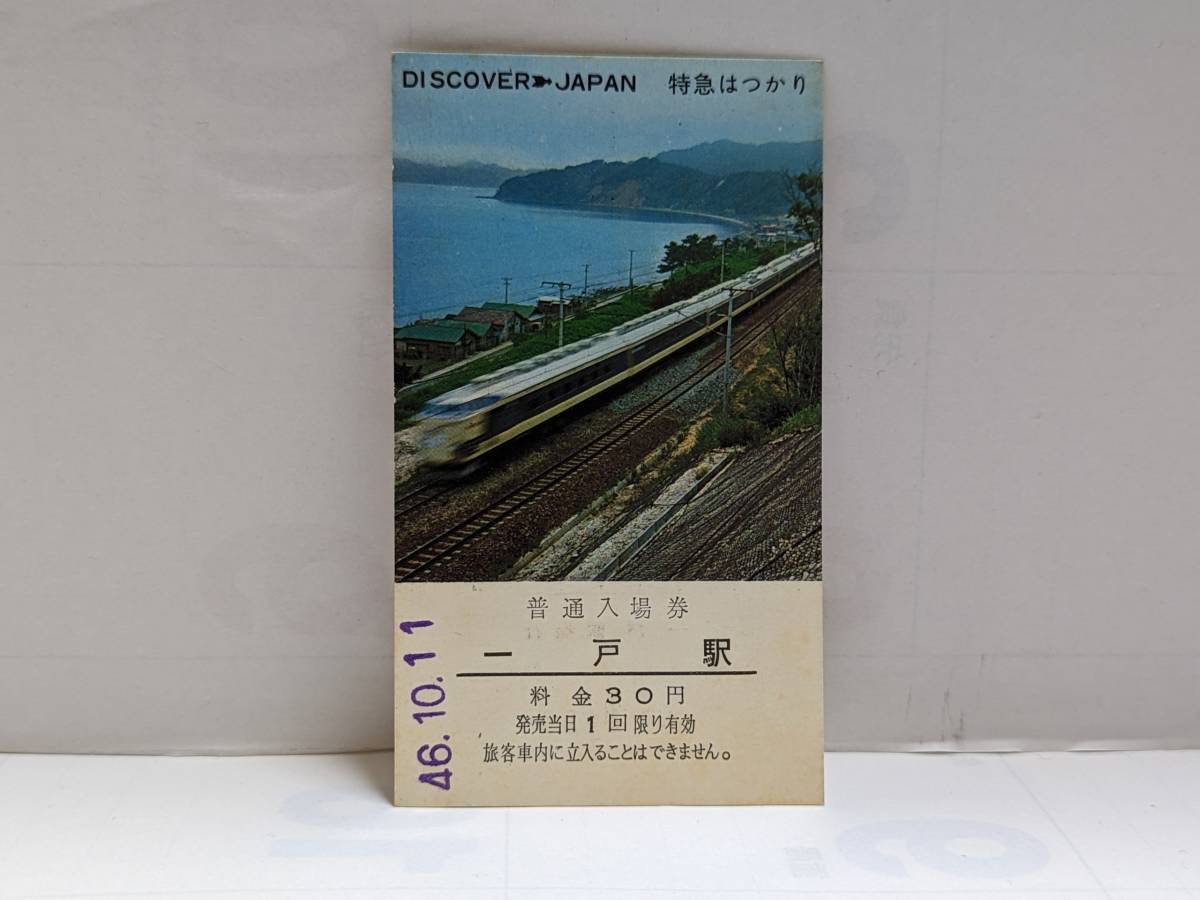 DISCOVER➽JAPAN 特急はつかり
普通入場券
一戸駅
料金30円
発売当日1回限り有効
旅客車内に立入ることはできません。
46.10.11